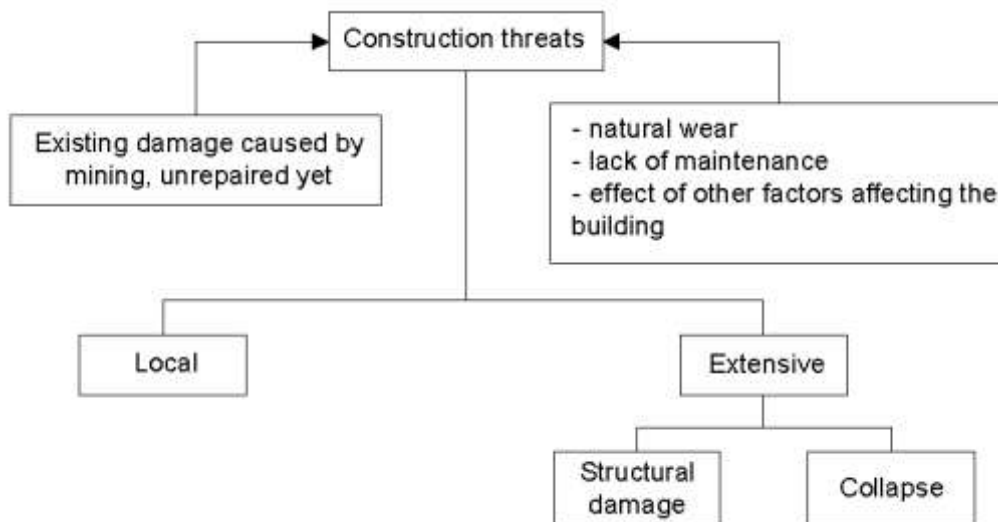 Construction threats
Existing damage caused by
mining, unrepaired yet
- natural wear
- lack of maintenance
- effect of other factors affecting the
building
Local
Extensive
Structural
damage
Collapse